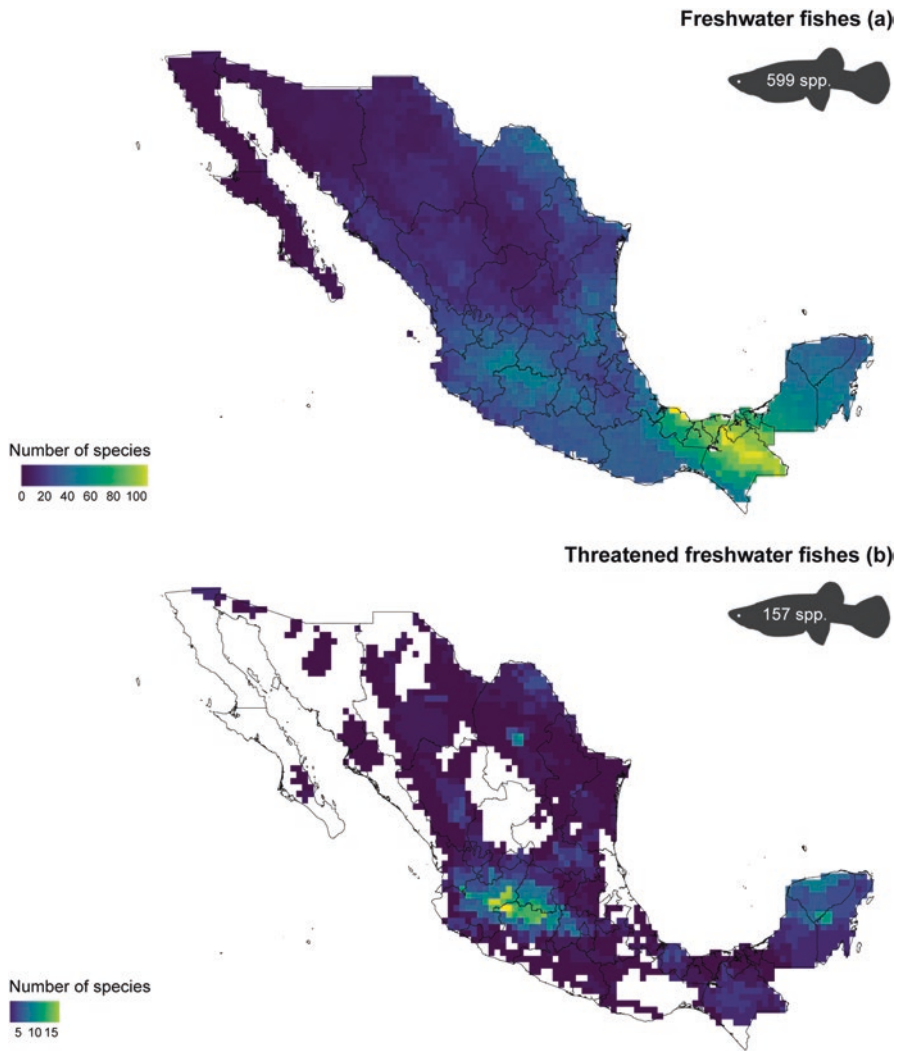 Freshwater fishes (a)
599 spp.
Number of species
0 20 40 60 80 100
Threatened freshwater fishes (b)
157 spp.
Number of species
5 10 15